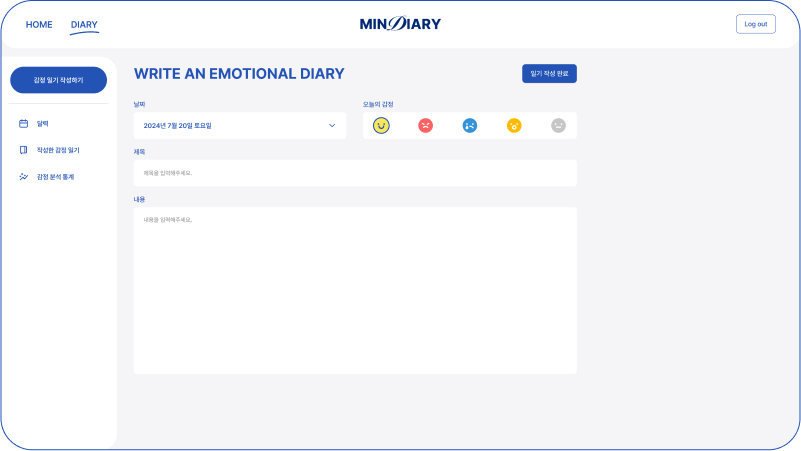 HOME
DIARY
MINDIARY
Log out
감정 일기 작성하기
달력
작성한 감정 일기
감정 분석 통계
WRITE AN EMOTIONAL DIARY
일기 작성 완료
날짜
오늘의 감정
2024년 7월 20일 토요일
제목
제목을 입력해주세요.
내용
내용을 입력해주세요.